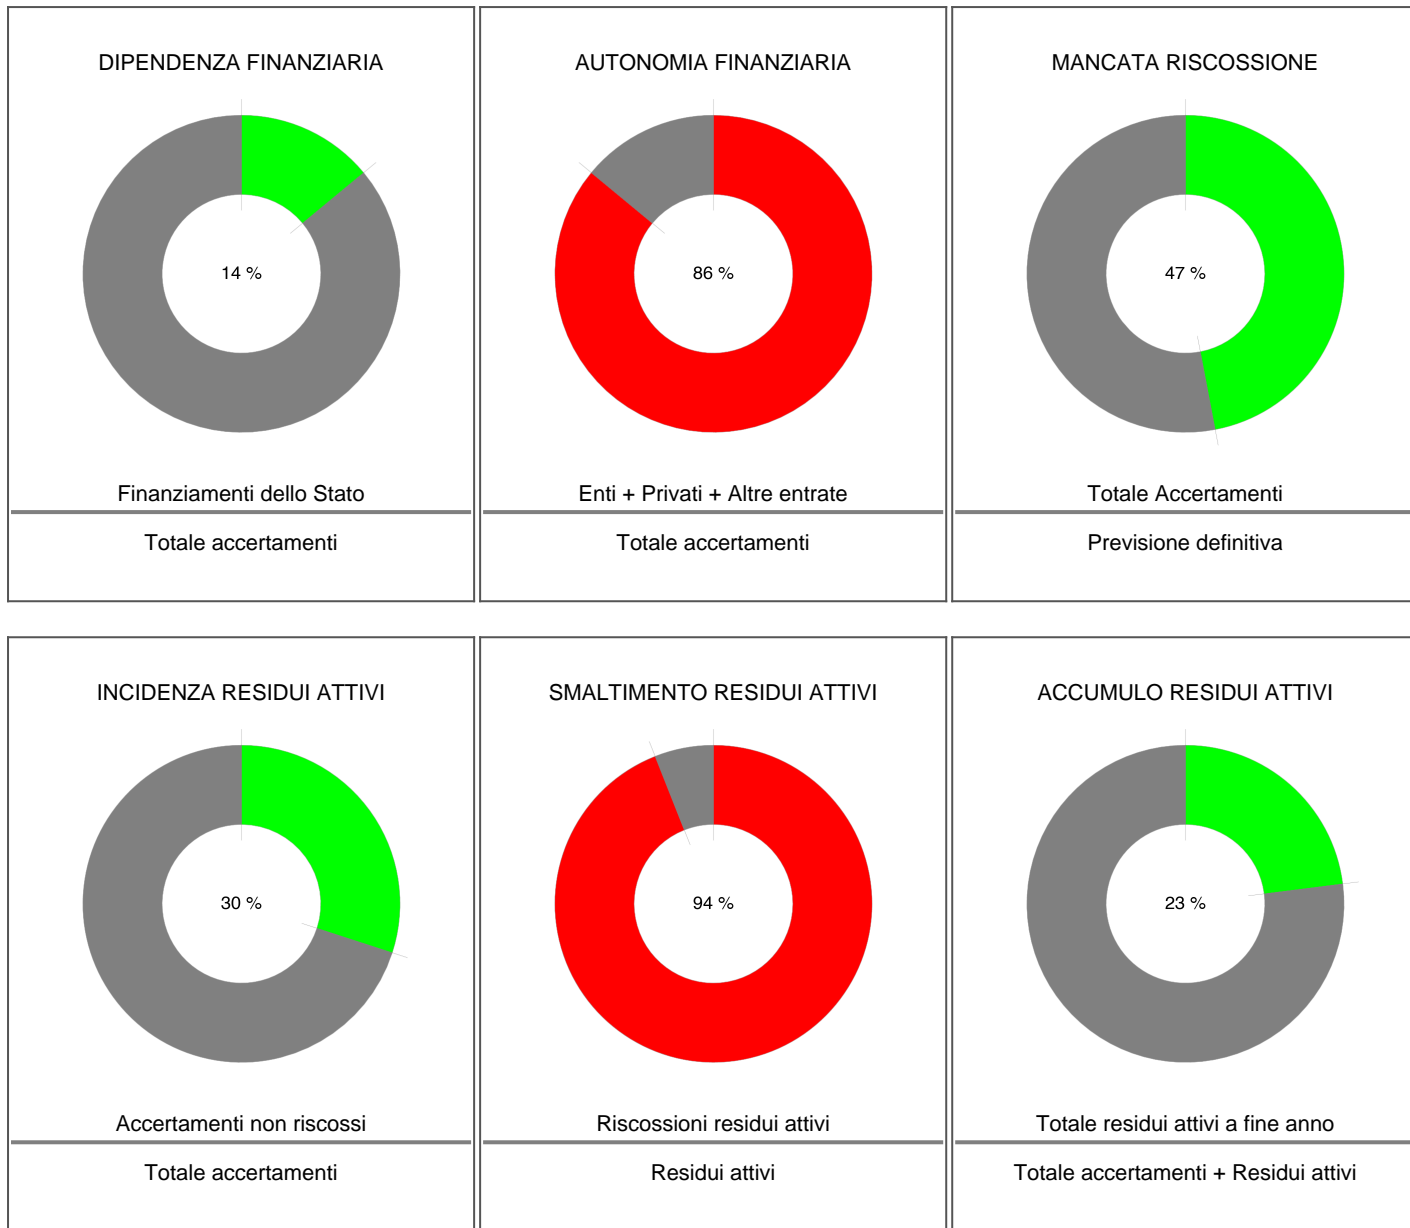 DIPENDENZA FINANZIARIA
14 %
Finanziamenti dello Stato
Totale accertamenti
AUTONOMIA FINANZIARIA
86 %
Enti + Privati + Altre entrate
Totale accertamenti
MANCATA RISCOSSIONE
47 %
Totale Accertamenti
Previsione definitiva
INCIDENZA RESIDUI ATTIVI
30 %
Accertamenti non riscossi
Totale accertamenti
SMALTIMENTO RESIDUI ATTIVI
94 %
Riscossioni residui attivi
Residui attivi
ACCUMULO RESIDUI ATTIVI
23 %
Totale residui attivi a fine anno
Totale accertamenti + Residui attivi